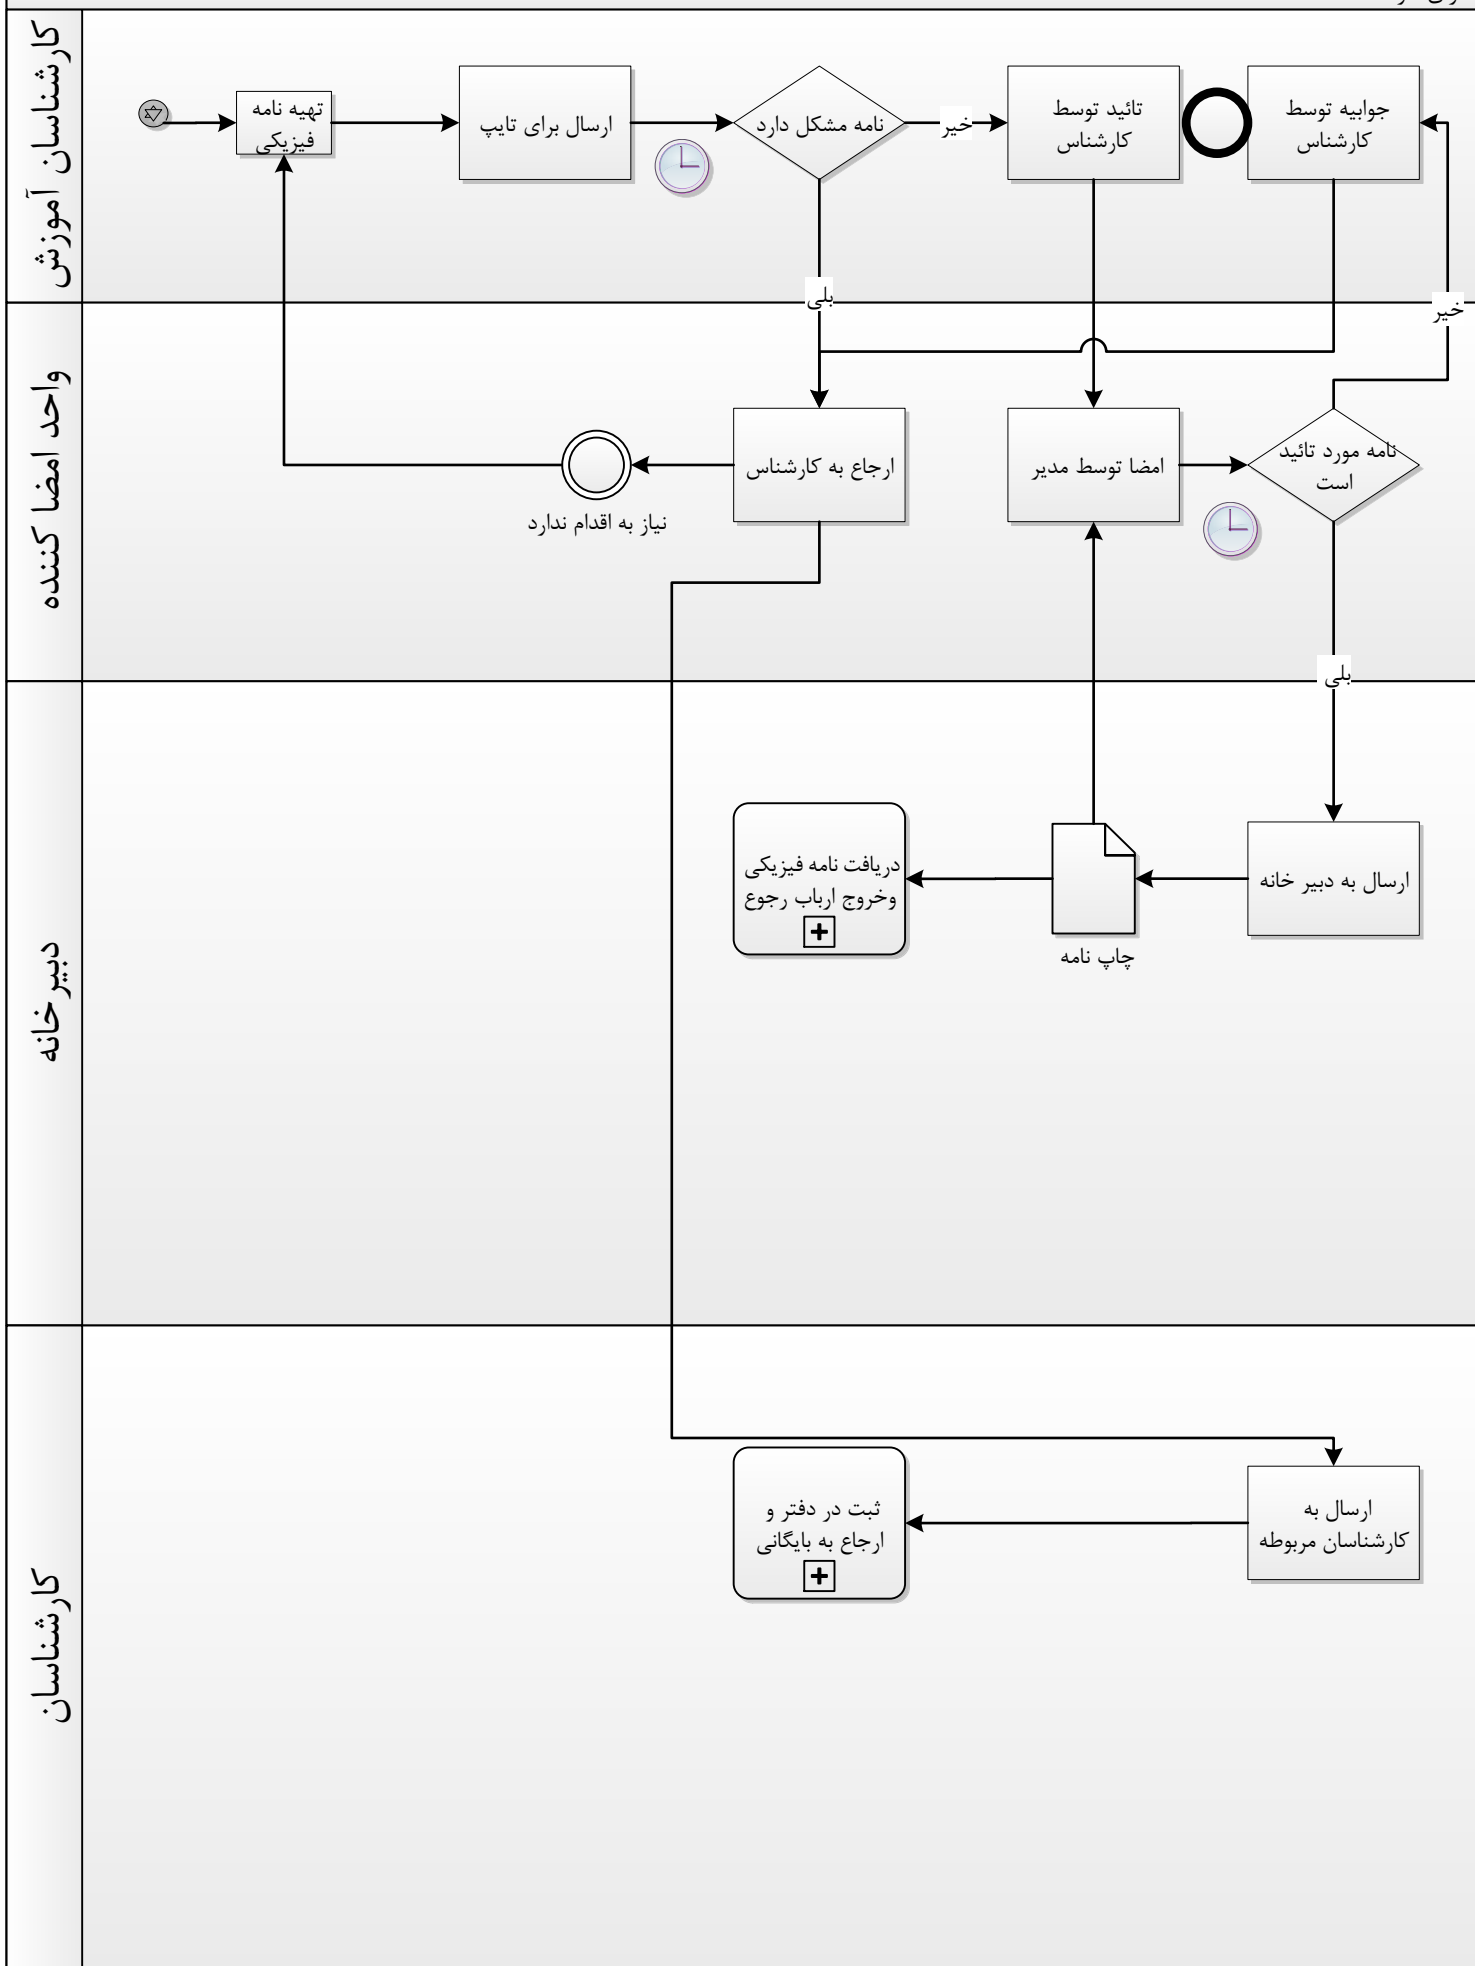 کارشناسان آموزش
تهیه نامه
فیزیکی
ارسال برای تایپ
نامه مشکل دارد
خیر
تائید توسط
کارشناس
جوابیه توسط
کارشناس
بلی
خیر
واحد امضا کننده
نیاز به اقدام ندارد
ارجاع به کارشناس
امضا توسط مدیر
نامه مورد تائید
است
بلی
دبیر خانه
دریافت نامه فیزیکی
وخروج ارباب رجوع
چاپ نامه
ارسال به دبیر خانه
کارشناسان
ثبت در دفتر و
ارجاع به بایگانی
ارسال به
کارشناسان مربوطه